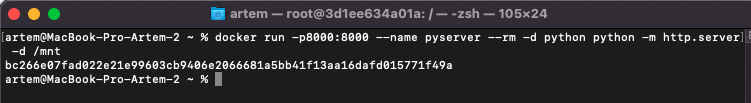 artem — root@3d1ee634a01a: / — -zsh — 105×24
[artem@MacBook-Pro-Artem-2 ~ % docker run -p8000:8000 --name pyserver --rm -d python python -m http.server]
 -d /mnt
bc266e07fad022e21e99603cb9406e2066681a5bb41f13aa16dafd015771f49a
artem@MacBook-Pro-Artem-2 ~ %